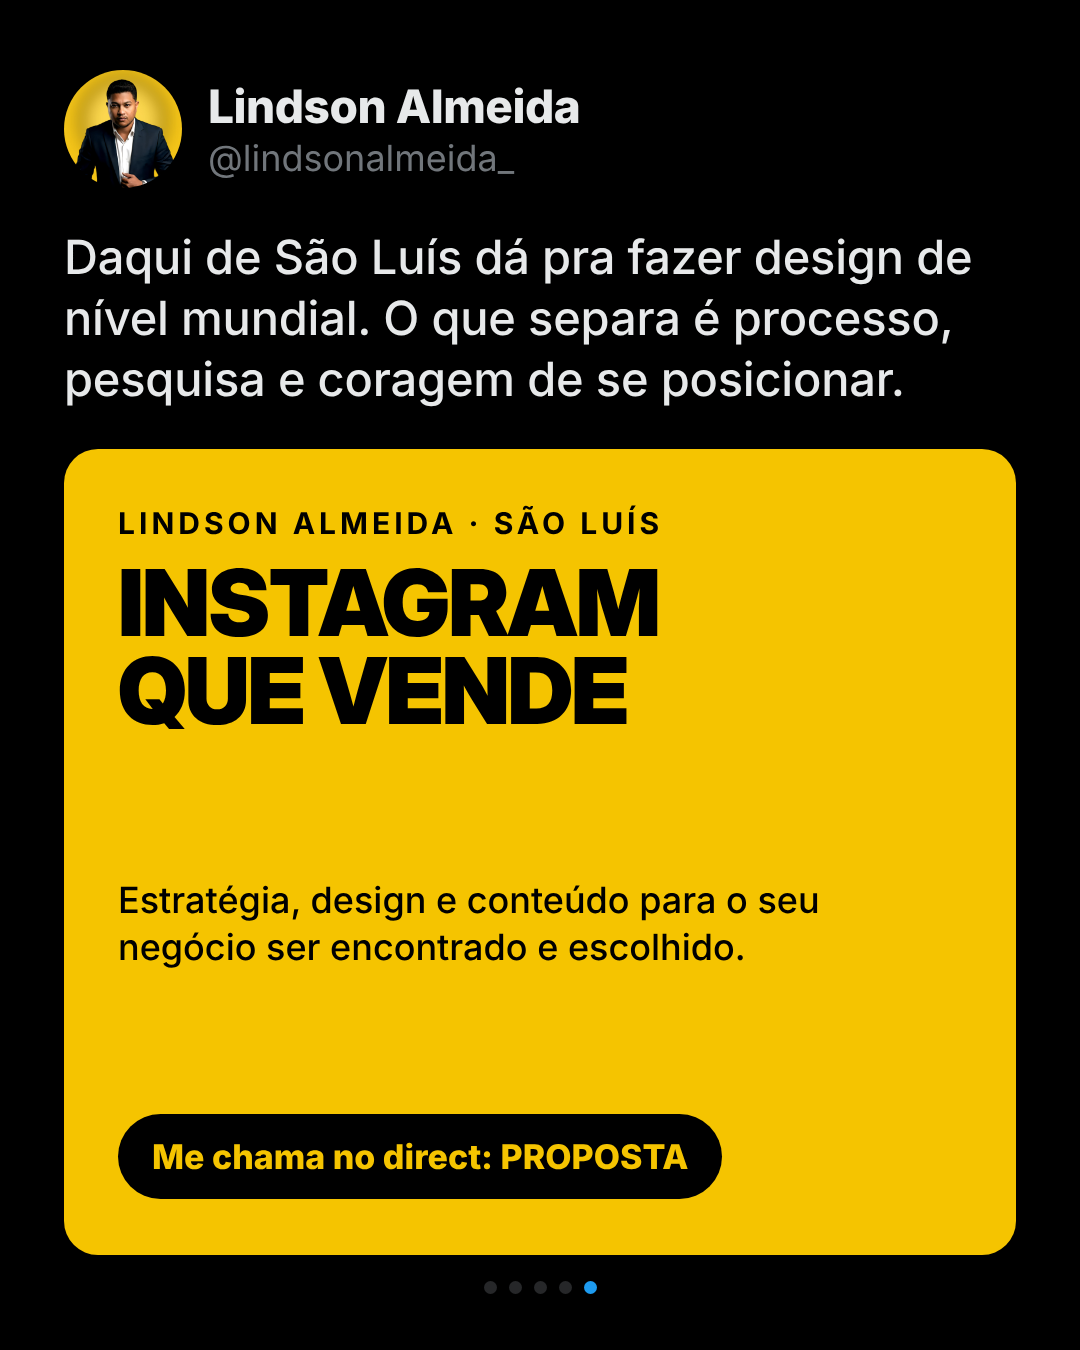 Lindson Almeida
@lindsonalmeida_
Daqui de São Luís dá pra fazer design de
nível mundial. O que separa é processo,
pesquisa e coragem de se posicionar.
LINDSON ALMEIDA · SÃO LUÍS
INSTAGRAM
QUE VENDE
Estratégia, design e conteúdo para o seu
negócio ser encontrado e escolhido.
Me chama no direct: PROPOSTA